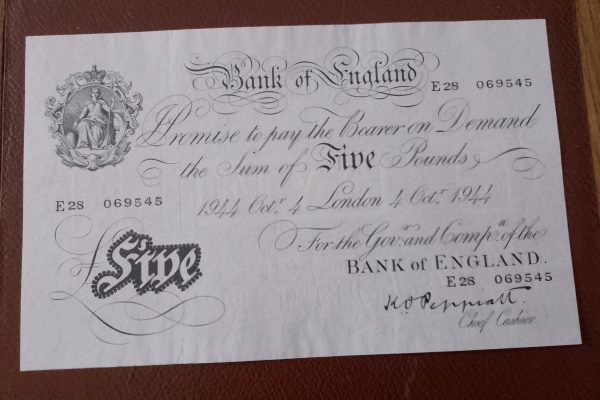 Bank of England
E28 069545
I Promise to pay the Bearer on Demand
the Sum of Five Pounds
E28 069545
1944 Octr. 4 London 4 Octr. 1944
For the Govr. and Compa. of the
BANK of ENGLAND.
E28 069545
£Five
K O Peppiatt.
Chief Cashier.